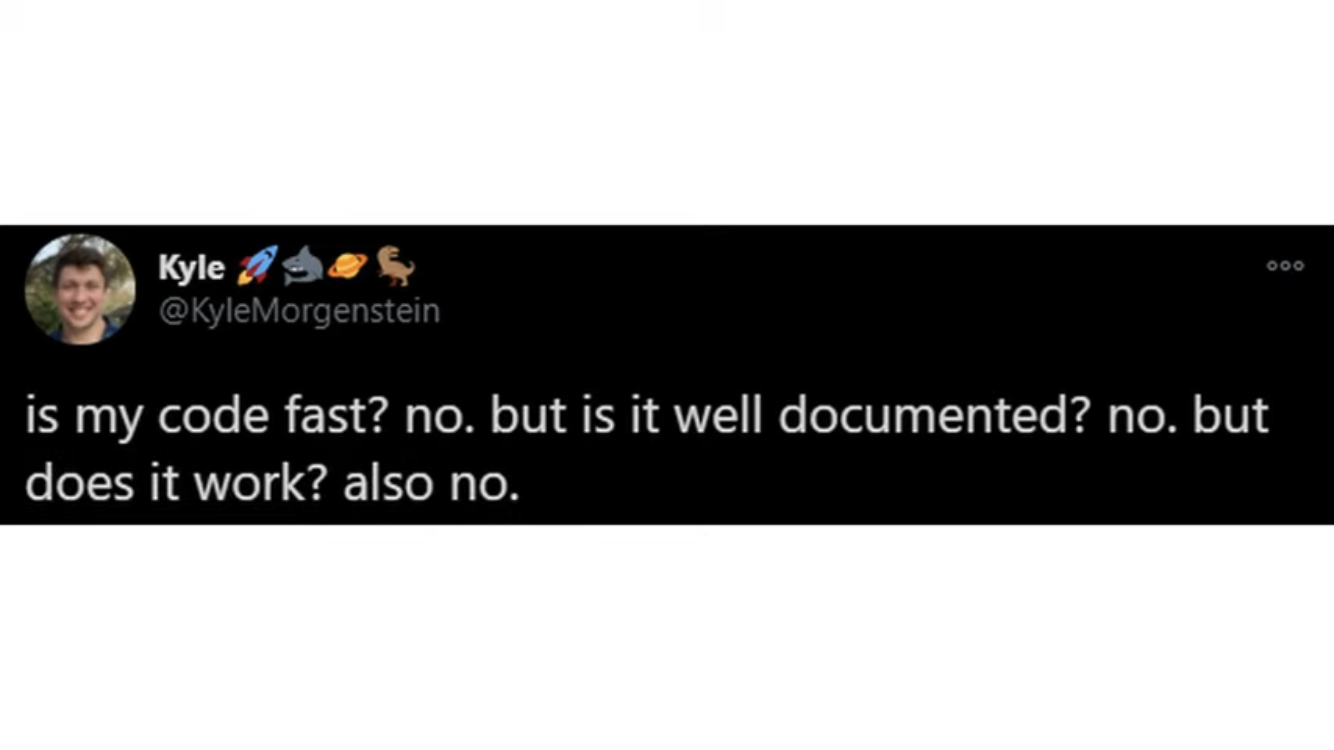 Kyle 🚀🦈🪐🦖
@KyleMorgenstein
is my code fast? no. but is it well documented? no. but
does it work? also no.